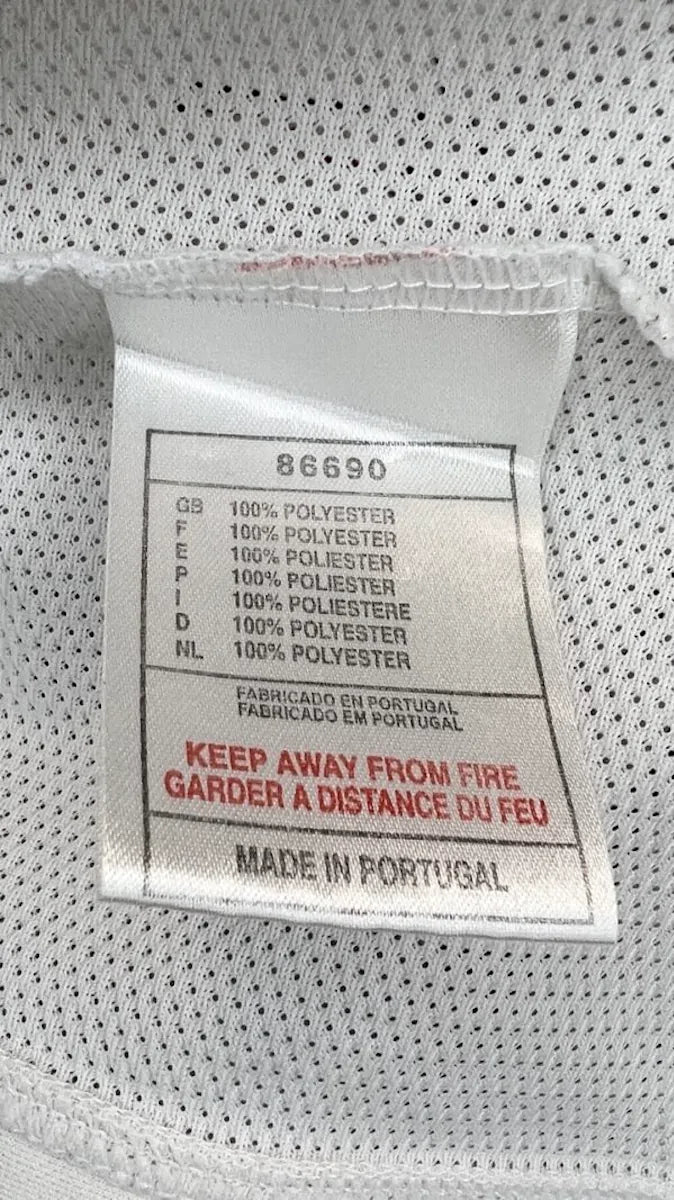 86690
GB 100% POLYESTER
F 100% POLYESTER
E 100% POLIESTER
P 100% POLIESTER
I 100% POLIESTERE
D 100% POLYESTER
NL 100% POLYESTER
FABRICADO EN PORTUGAL
FABRICADO EM PORTUGAL
KEEP AWAY FROM FIRE
GARDER A DISTANCE DU FEU
MADE IN PORTUGAL